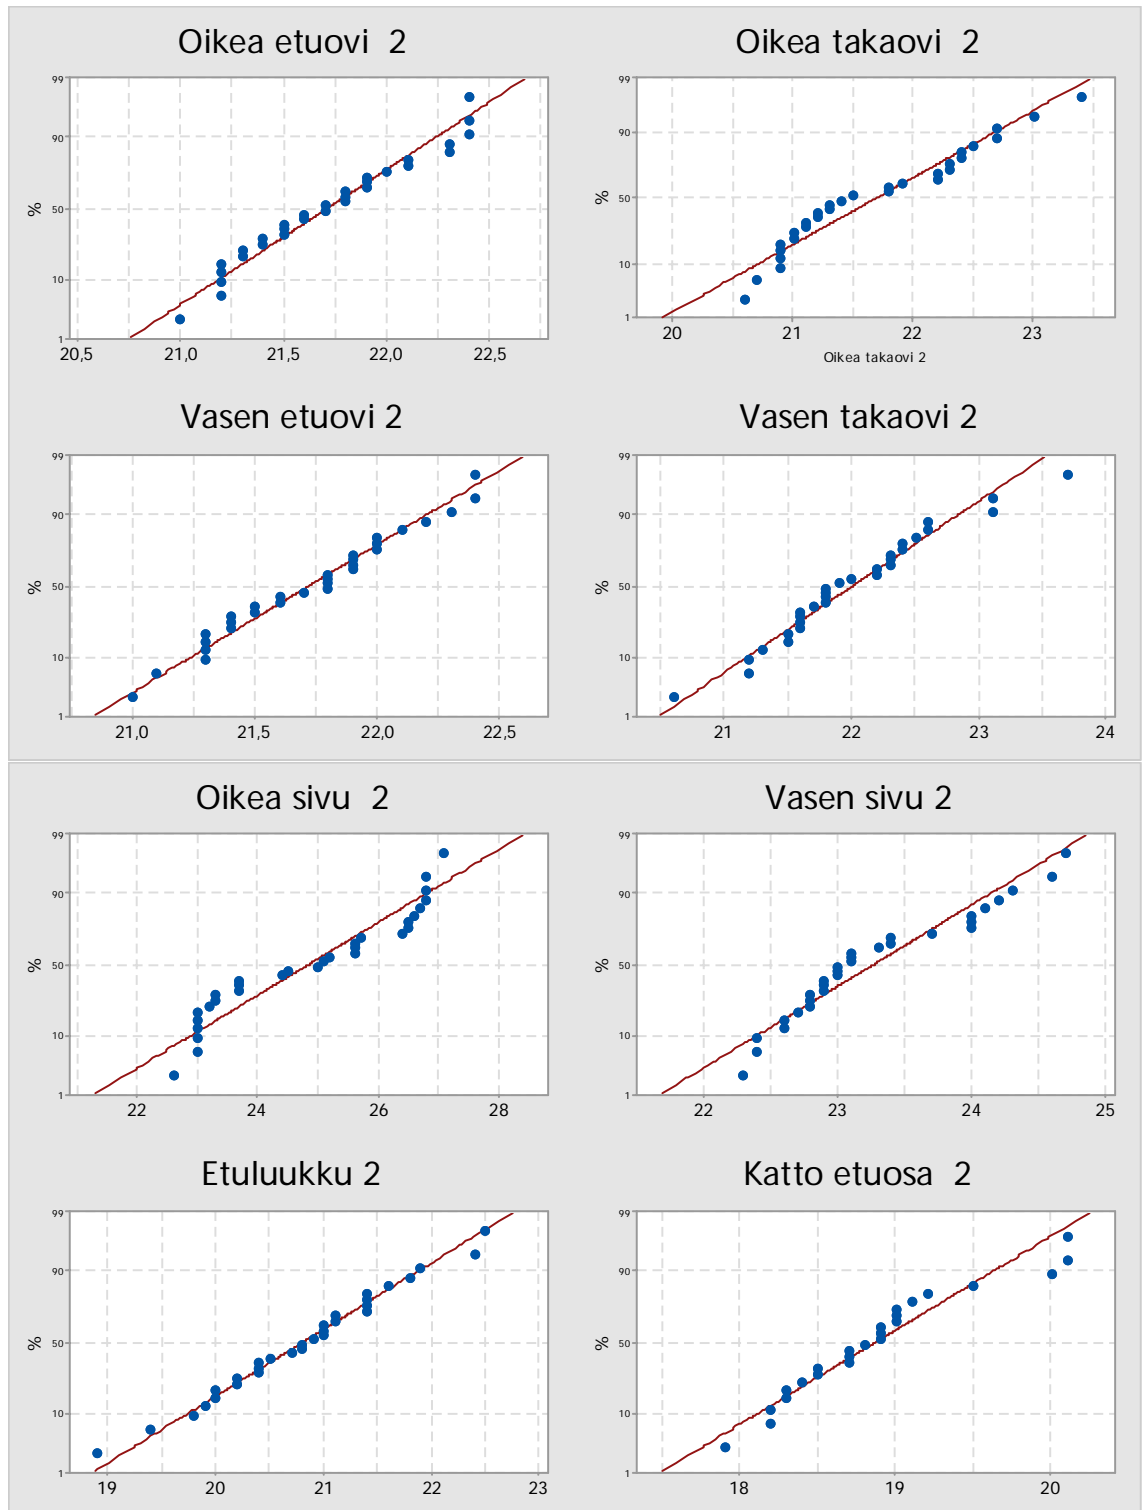 Oikea etuovi 2
Oikea takaovi 2
99
90
%
50
10
1
20,5 21,0 21,5 22,0 22,5
99
90
%
50
10
1
20 21 22 23
Oikea takaovi 2
Vasen etuovi 2
Vasen takaovi 2
99
90
%
50
10
1
21,0 21,5 22,0 22,5
99
90
%
50
10
1
21 22 23 24
Oikea sivu 2
Vasen sivu 2
99
90
%
50
10
1
22 24 26 28
99
90
%
50
10
1
22 23 24 25
Etuluukku 2
Katto etuosa 2
99
90
%
50
10
1
19 20 21 22 23
99
90
%
50
10
1
18 19 20